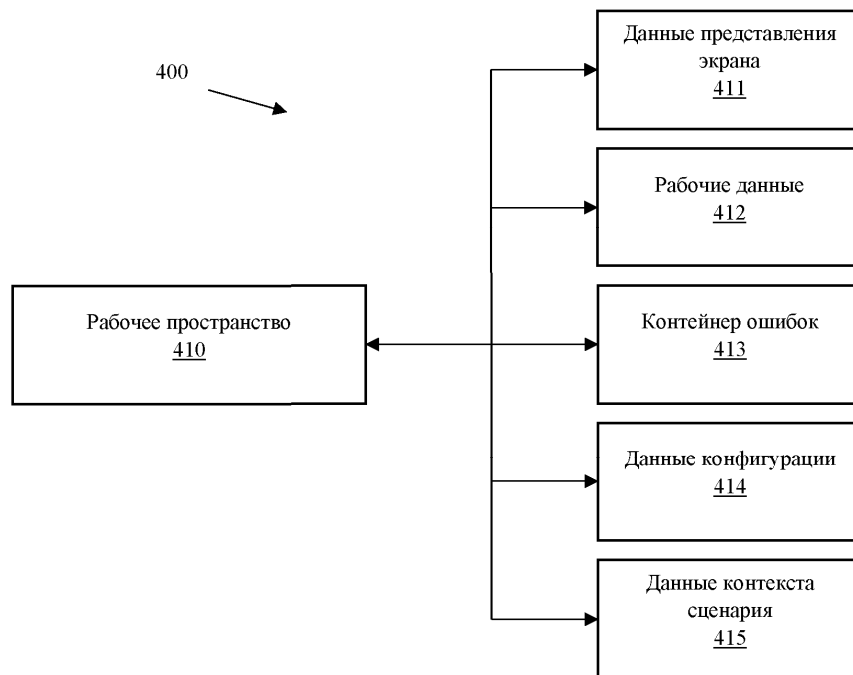 400
Данные представления
экрана
411
Рабочие данные
412
Рабочее пространство
410
Контейнер ошибок
413
Данные конфигурации
414
Данные контекста
сценария
415